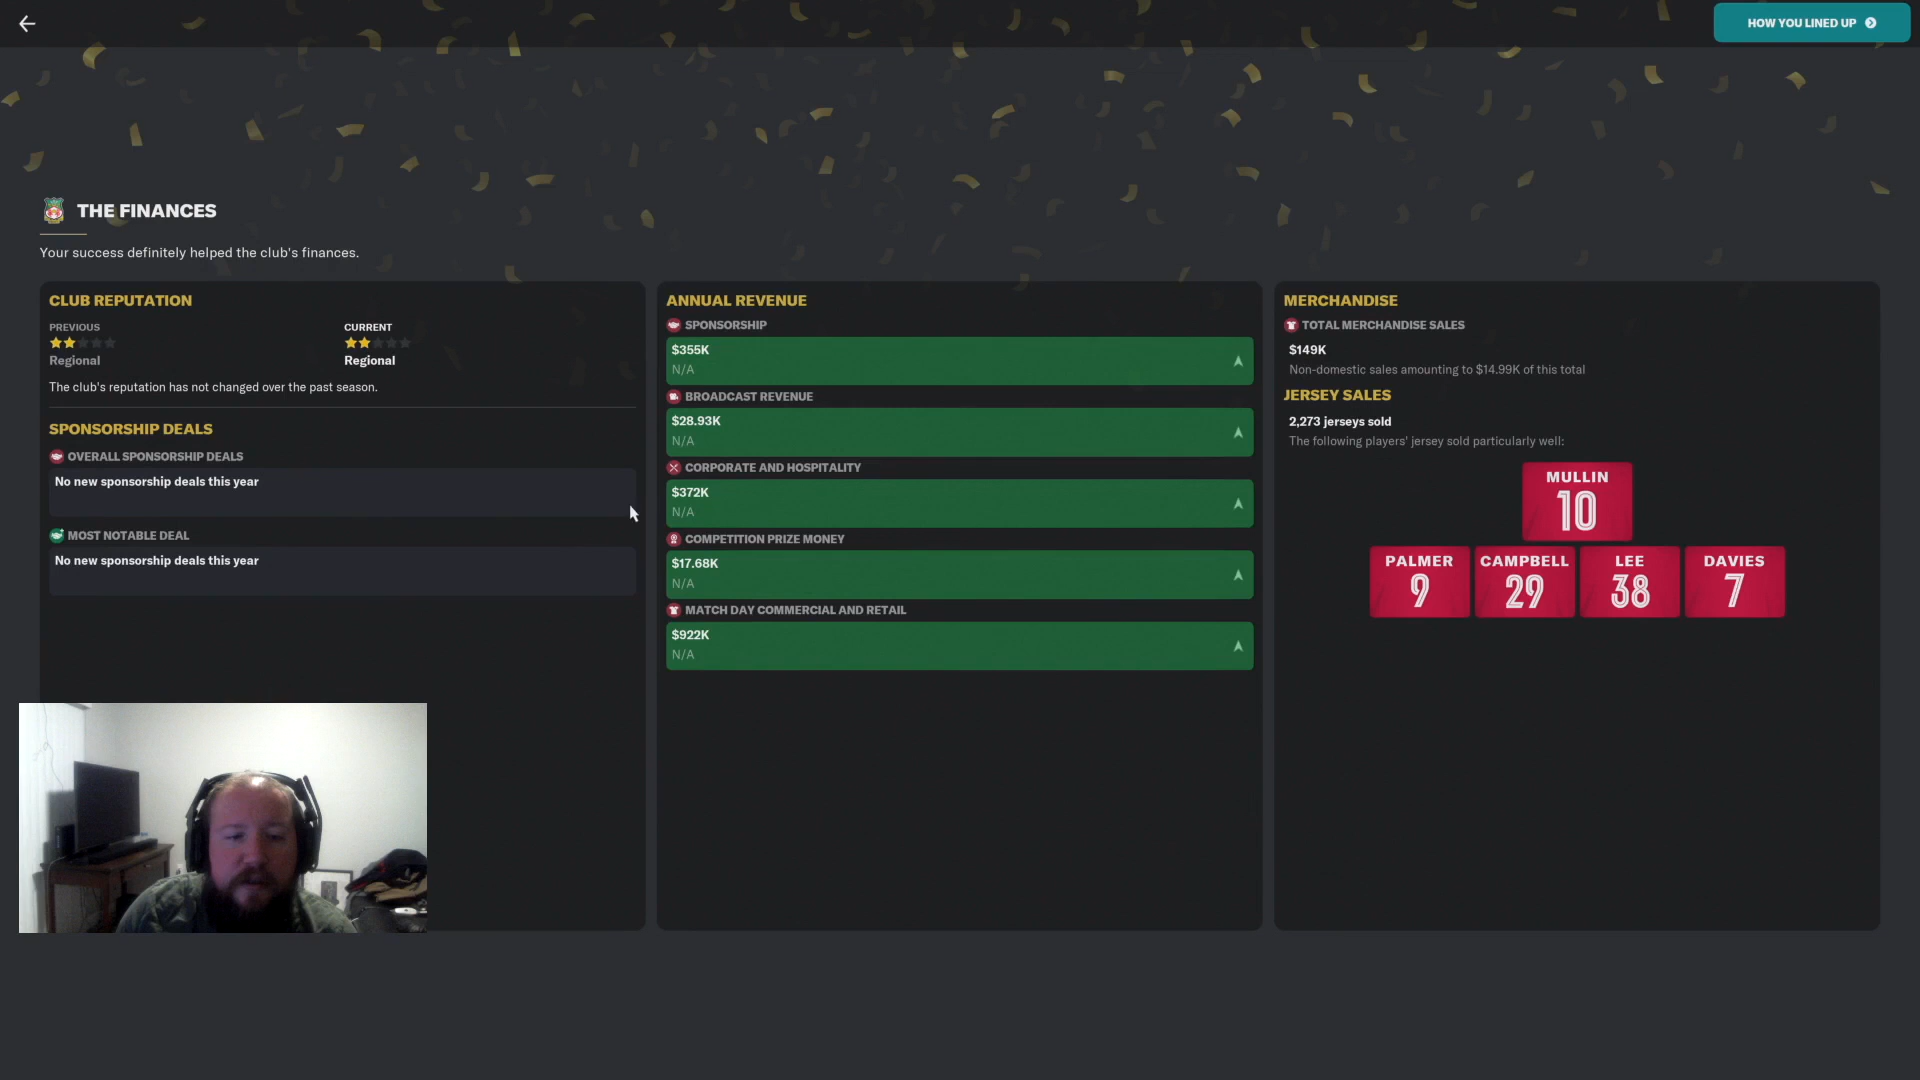 HOW YOU LINED UP
THE FINANCES
Your success definitely helped the club's finances.
CLUB REPUTATION
PREVIOUS
Regional
CURRENT
Regional
The club's reputation has not changed over the past season.
SPONSORSHIP DEALS
OVERALL SPONSORSHIP DEALS
No new sponsorship deals this year
MOST NOTABLE DEAL
No new sponsorship deals this year
ANNUAL REVENUE
SPONSORSHIP
$355K
N/A
BROADCAST REVENUE
$28.93K
N/A
CORPORATE AND HOSPITALITY
$372K
N/A
COMPETITION PRIZE MONEY
$17.68K
N/A
MATCH DAY COMMERCIAL AND RETAIL
$922K
N/A
MERCHANDISE
TOTAL MERCHANDISE SALES
$149K
Non-domestic sales amounting to $14.99K of this total
JERSEY SALES
2,273 jerseys sold
The following players' jersey sold particularly well:
MULLIN
10
PALMER
9
CAMPBELL
29
LEE
38
DAVIES
7